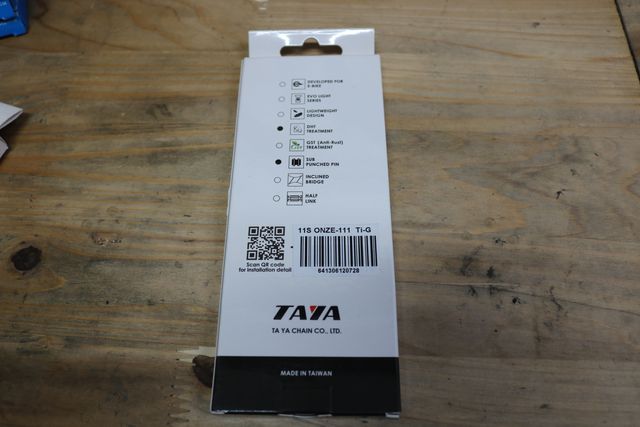 DEVELOPED FOR
E-BIKE
EVO LIGHT
SERIES
LIGHTWEIGHT
DESIGN
DHT
TREATMENT
GST (Anti-Rust)
TREATMENT
SUB
PUNCHED PIN
INCLINED
BRIDGE
HALF
LINK
11S ONZE-111 Ti-G
Scan QR code
for installation detail
641306120728
TAYA
TA YA CHAIN CO., LTD.
MADE IN TAIWAN